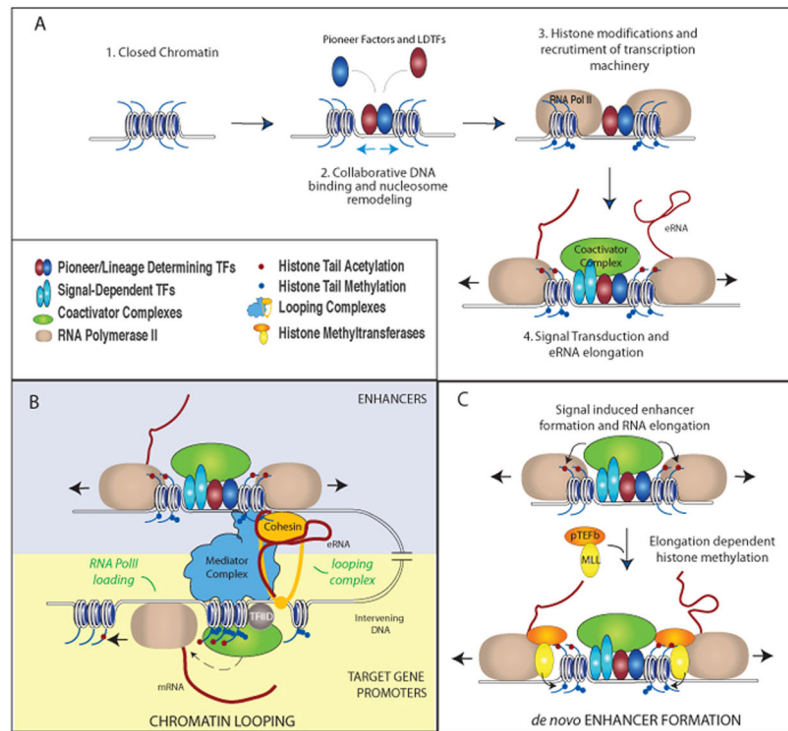 A
1. Closed Chromatin
Pioneer Factors and LDTFs
2. Collaborative DNA
binding and nucleosome
remodeling
3. Histone modifications and
recrutiment of transcription
machinery
RNA Pol II
eRNA
Coactivator
Complex
4. Signal Transduction and
eRNA elongation
Pioneer/Lineage Determining TFs
Signal-Dependent TFs
Coactivator Complexes
RNA Polymerase II
Histone Tail Acetylation
Histone Tail Methylation
Looping Complexes
Histone Methyltransferases
B
ENHANCERS
Cohesin
eRNA
Mediator
Complex
RNA PolII
loading
looping
complex
TFIID
Intervening
DNA
mRNA
TARGET GENE
PROMOTERS
CHROMATIN LOOPING
C
Signal induced enhancer
formation and RNA elongation
pTEFb
MLL
Elongation dependent
histone methylation
de novo ENHANCER FORMATION